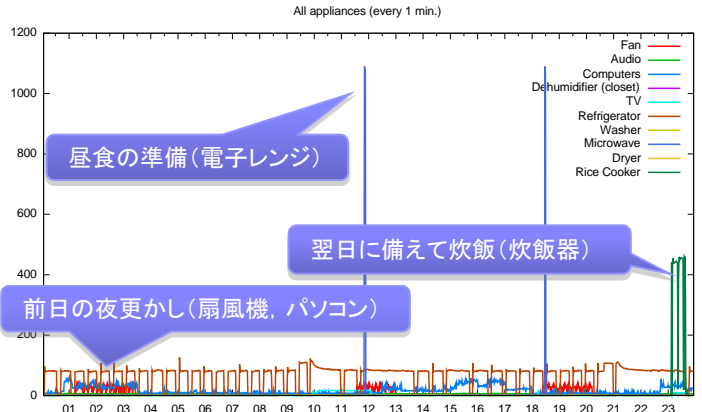 All appliances (every 1 min.)
1200
1000
800
600
400
200
0
Fan
Audio
Computers
Dehumidifier (closet)
TV
Refrigerator
Washer
Microwave
Dryer
Rice Cooker
昼食の準備(電子レンジ)
翌日に備えて炊飯(炊飯器)
前日の夜更かし(扇風機，パソコン)
01 02 03 04 05 06 07 08 09 10 11 12 13 14 15 16 17 18 19 20 21 22 23